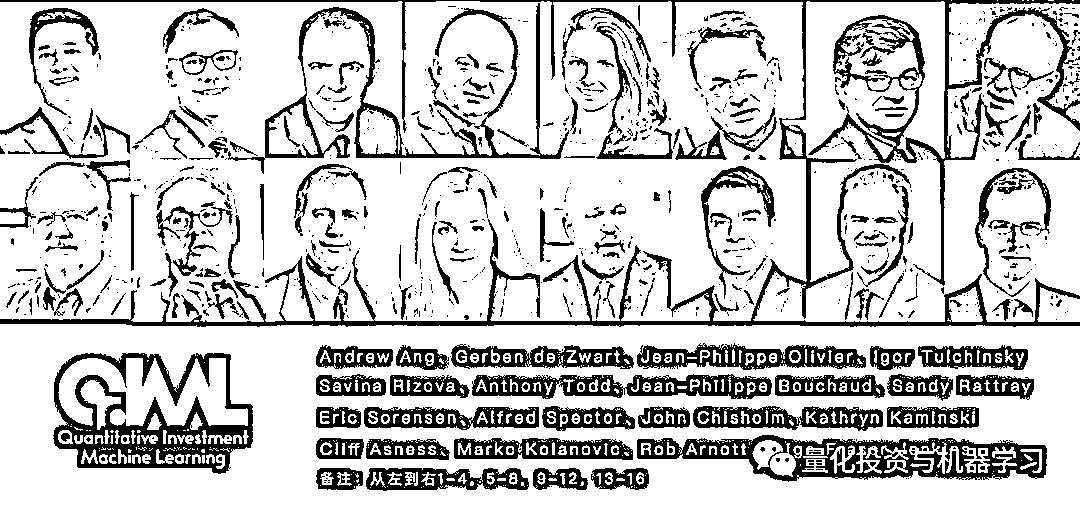 Andrew Ang、Gerben de Zwart、Jean-Philippe Olivier、Igor Tulchinsky
Savina Rizova、Anthony Todd、Jean-Philippe Bouchaud、Sandy Rattray
Eric Sorensen、Alfred Spector、John Chisholm、Kathryn Kaminski
Cliff Asness、Marko Kolanovic、Rob Arnott
备注：从左到右1-4，5-8，9-12，13-16
QIML
Quantitative Investment
Machine Learning
量化投资与机器学习